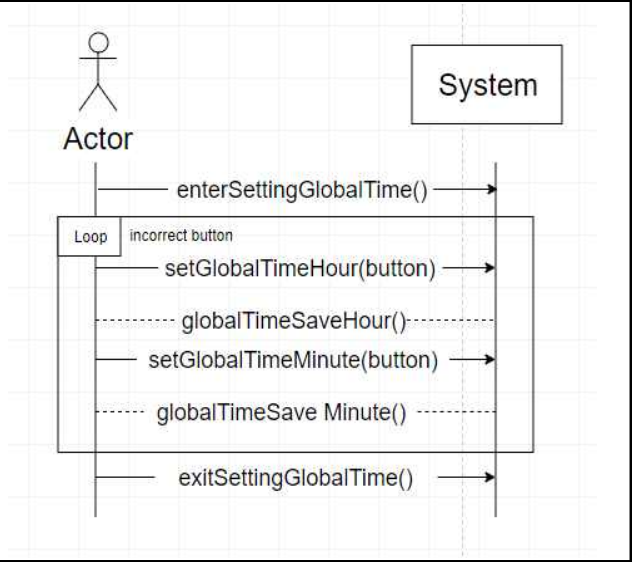 System
Actor
enterSettingGlobalTime()
Loop
incorrect button
setGlobalTimeHour(button)
globalTimeSaveHour()
setGlobalTimeMinute(button)
globalTimeSave Minute()
exitSettingGlobalTime()